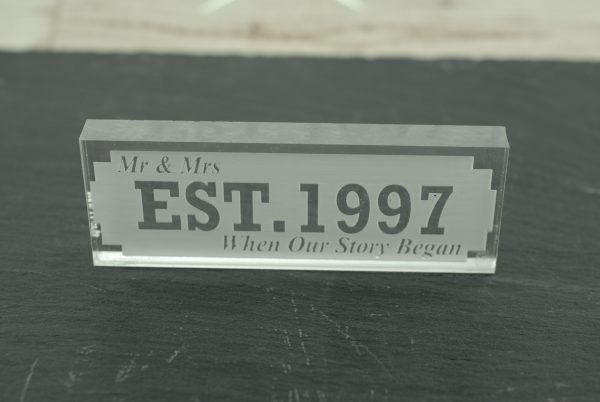 Mr & Mrs
EST.1997
When Our Story Began